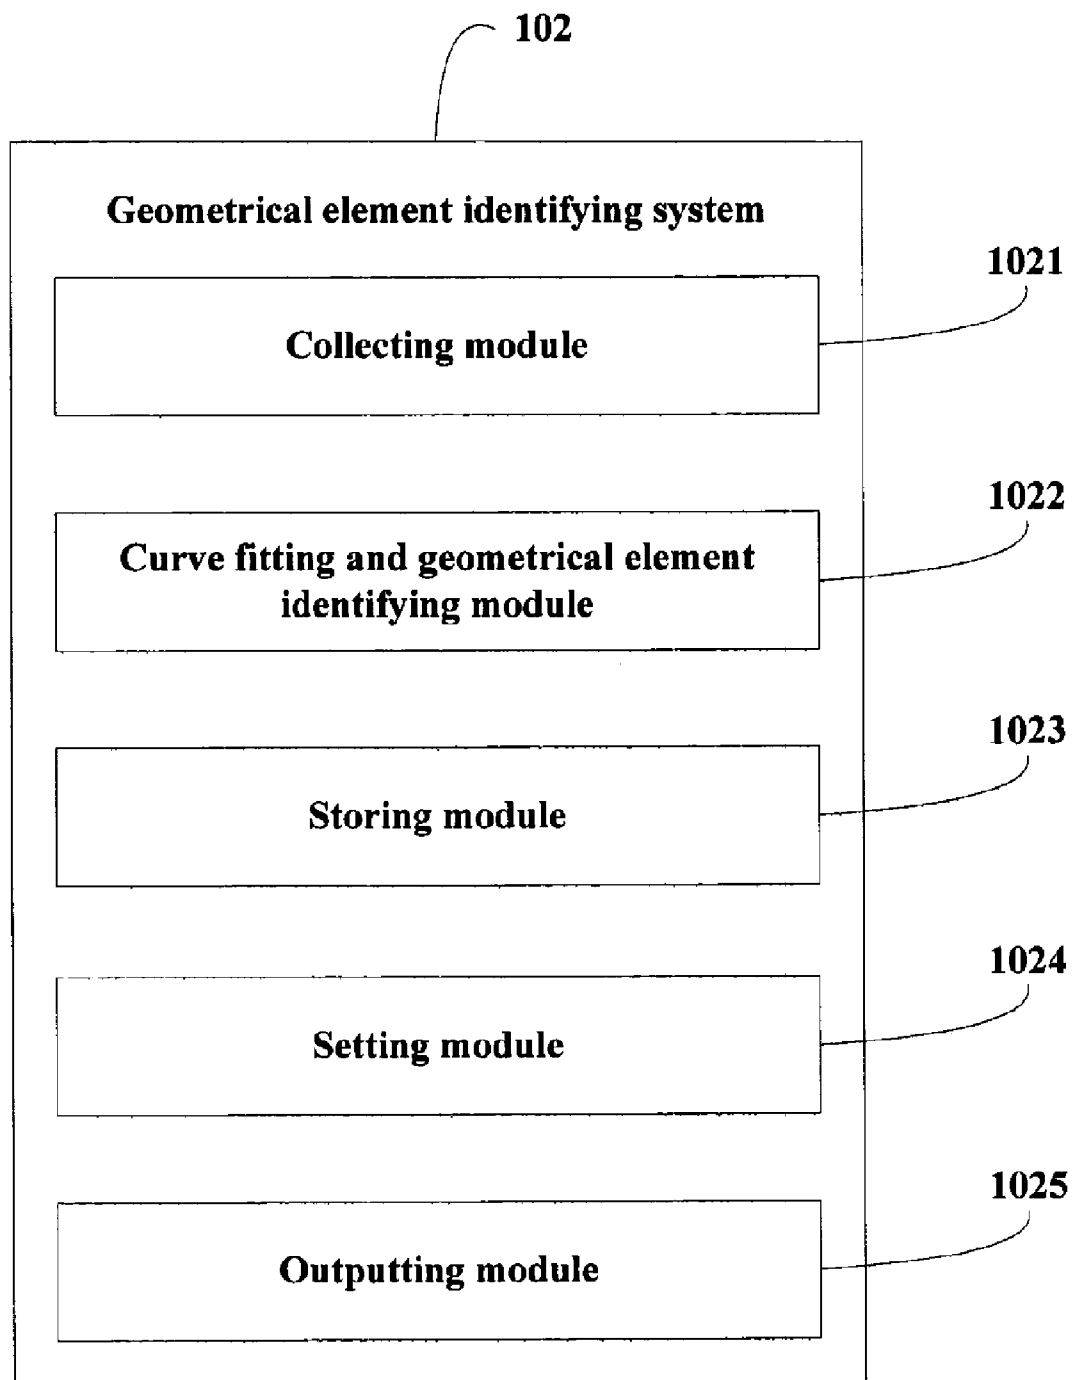 102
Geometrical element identifying system
1021
Collecting module
1022
Curve fitting and geometrical element
identifying module
1023
Storing module
1024
Setting module
1025
Outputting module